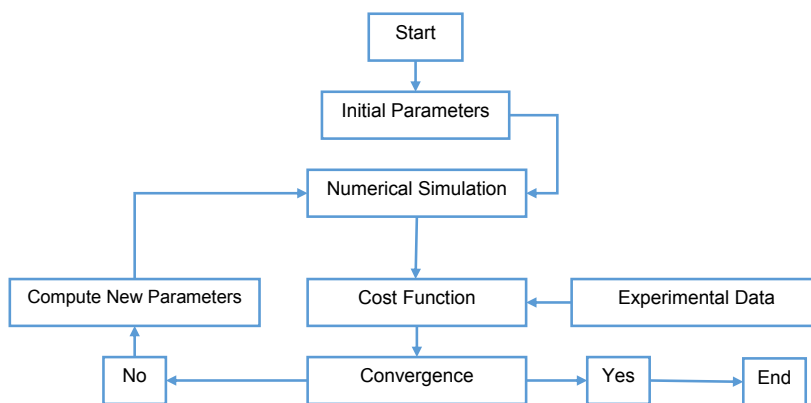 Start
Initial Parameters
Numerical Simulation
Compute New Parameters
Cost Function
Experimental Data
No
Convergence
Yes
End